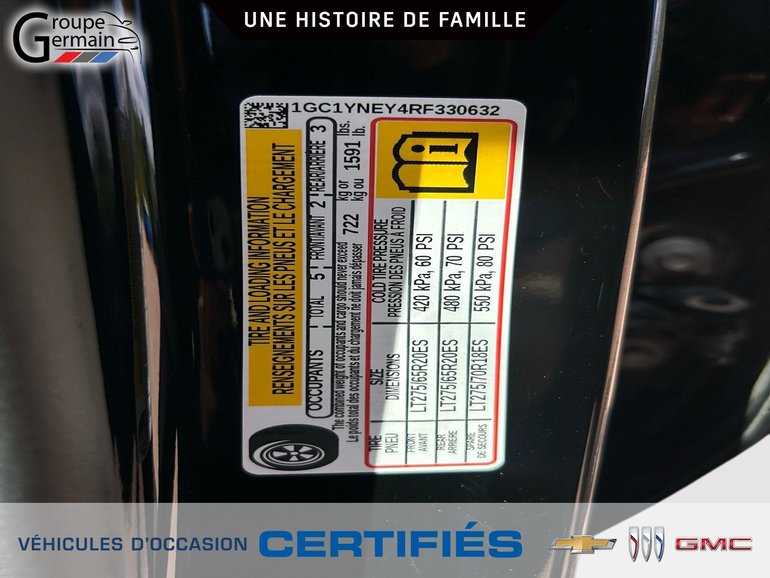 Groupe
Germain
UNE HISTOIRE DE FAMILLE
1GC1YNEY4RF330632
TIRE AND LOADING INFORMATION
RENSEIGNEMENTS SUR LES PNEUS ET LE CHARGEMENT
OCCUPANTS TOTAL 5 FRONT/AVANT 2 REAR/ARRIÈRE 3
The combined weight of occupants and cargo should never exceed 722 kg or 1591 lbs.
Le poids total des occupants et du chargement ne doit jamais dépasser kg ou lb.
TIRE SIZE COLD TIRE PRESSURE
PNEU DIMENSIONS PRESSION DES PNEUS À FROID
FRONT AVANT LT275/65R20ES 420 kPa, 60 PSI
REAR ARRIERE LT275/65R20ES 480 kPa, 70 PSI
SPARE DE SECOURS LT275/70R18ES 550 kPa, 80 PSI
VÉHICULES D'OCCASION CERTIFIÉS GMC